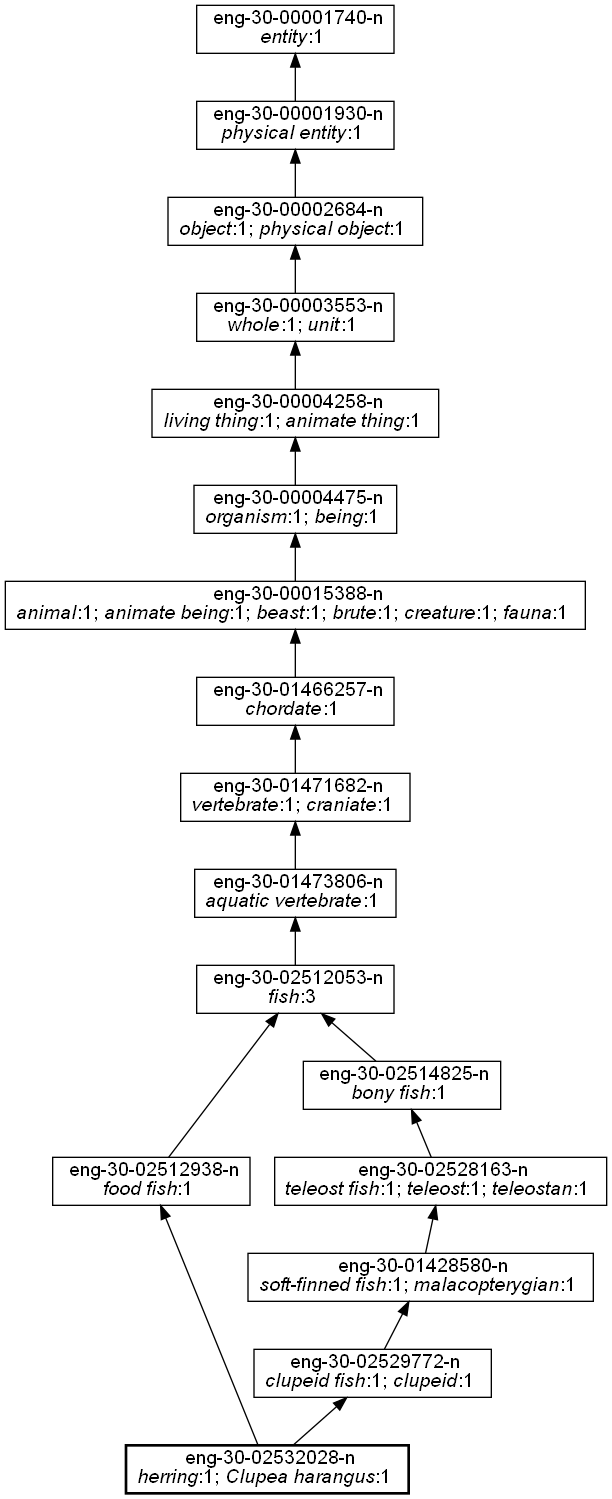 eng-30-00001740-n
entity:1
eng-30-00001930-n
physical entity:1
eng-30-00002684-n
object:1; physical object:1
eng-30-00003553-n
whole:1; unit:1
eng-30-00004258-n
living thing:1; animate thing:1
eng-30-00004475-n
organism:1; being:1
eng-30-00015388-n
animal:1; animate being:1; beast:1; brute:1; creature:1; fauna:1
eng-30-01466257-n
chordate:1
eng-30-01471682-n
vertebrate:1; craniate:1
eng-30-01473806-n
aquatic vertebrate:1
eng-30-02512053-n
fish:3
eng-30-02514825-n
bony fish:1
eng-30-02512938-n
food fish:1
eng-30-02528163-n
teleost fish:1; teleost:1; teleostan:1
eng-30-01428580-n
soft-finned fish:1; malacopterygian:1
eng-30-02529772-n
clupeid fish:1; clupeid:1
eng-30-02532028-n
herring:1; Clupea harangus:1